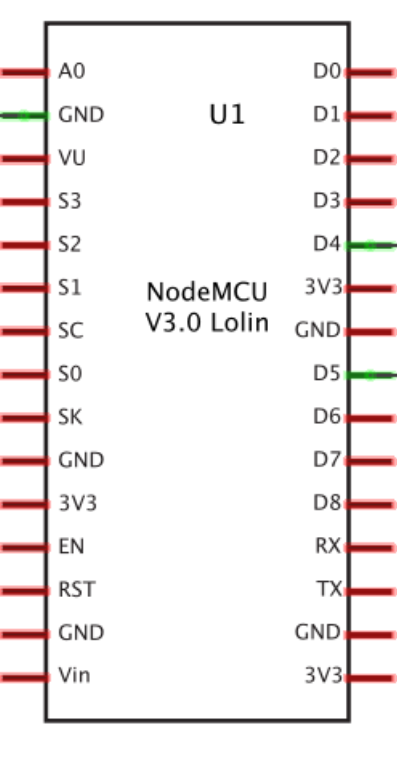 A0 D0
GND U1 D1
VU D2
S3 D3
S2 D4
S1 NodeMCU 3V3
SC V3.0 Lolin GND
S0 D5
SK D6
GND D7
3V3 D8
EN RX
RST TX
GND GND
Vin 3V3